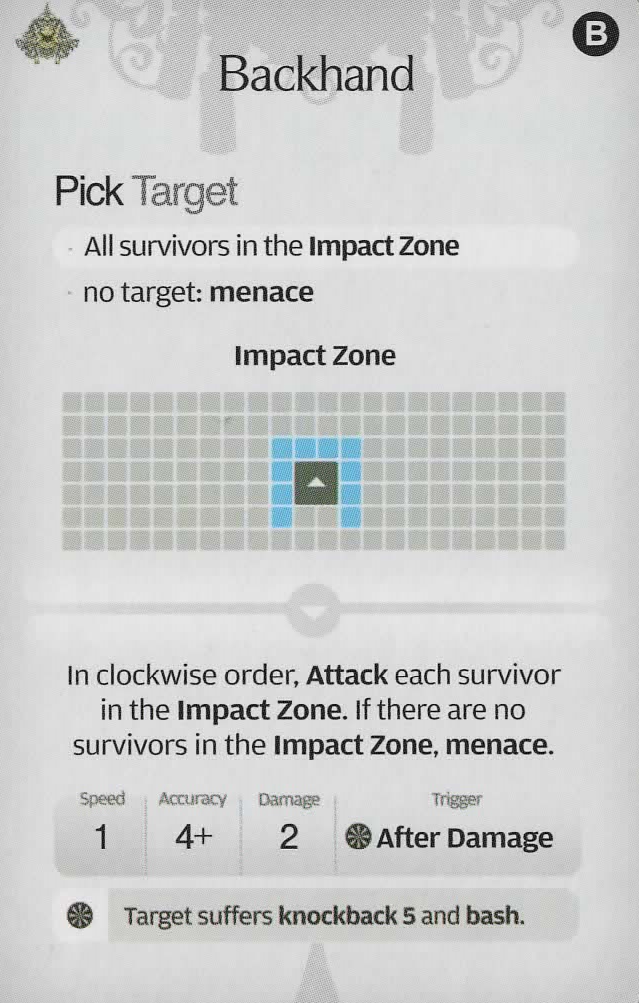 B
Backhand
Pick Target
· All survivors in the Impact Zone
· no target: menace
Impact Zone
In clockwise order, Attack each survivor
in the Impact Zone. If there are no
survivors in the Impact Zone, menace.
Speed Accuracy Damage Trigger
1 4+ 2 After Damage
Target suffers knockback 5 and bash.